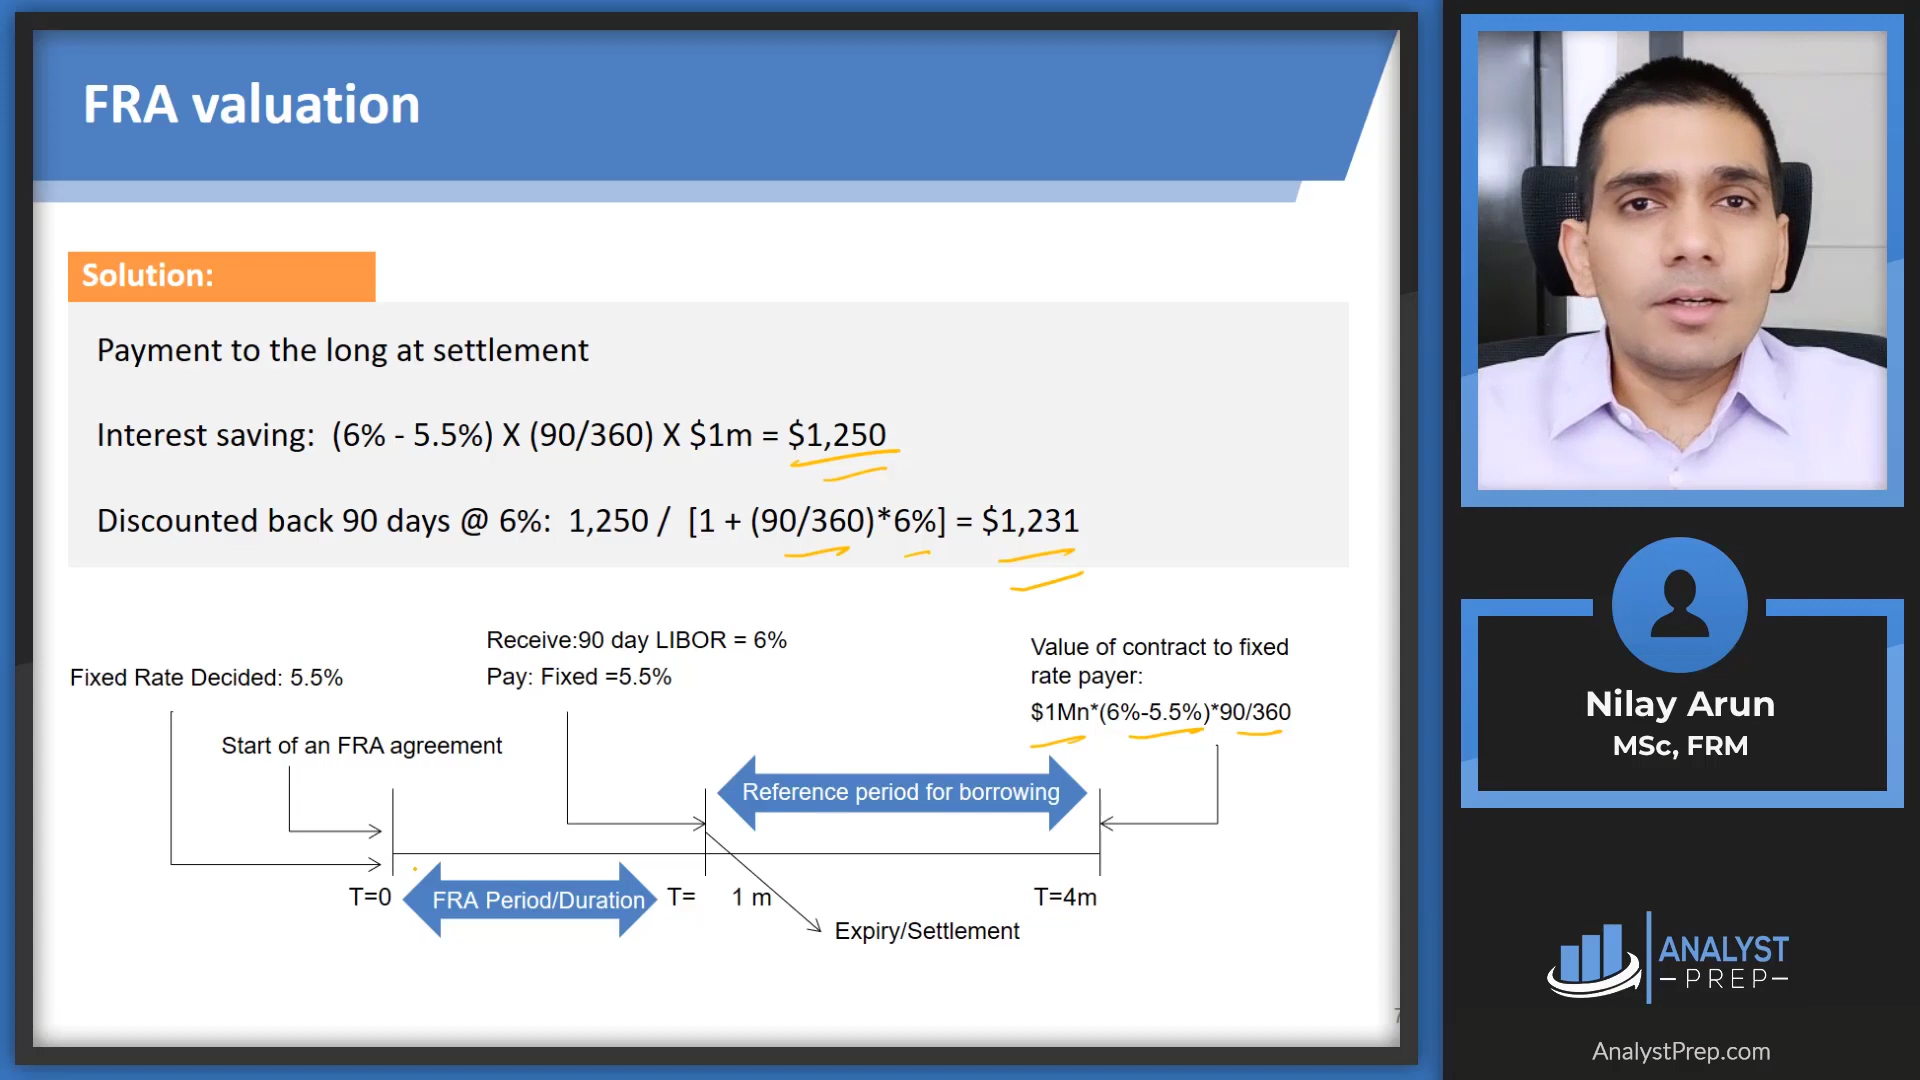 FRA valuation
Solution:
Payment to the long at settlement
Interest saving: (6% - 5.5%) X (90/360) X $1m = $1,250
Discounted back 90 days @ 6%: 1,250 / [1 + (90/360)*6%] = $1,231
Receive:90 day LIBOR = 6%
Pay: Fixed =5.5%
Fixed Rate Decided: 5.5%
Start of an FRA agreement
Value of contract to fixed
rate payer:
$1Mn*(6%-5.5%)*90/360
Reference period for borrowing
T=0
FRA Period/Duration
T= 1 m
T=4m
Expiry/Settlement
7
Nilay Arun
MSc, FRM
ANALYST
PREP
AnalystPrep.com